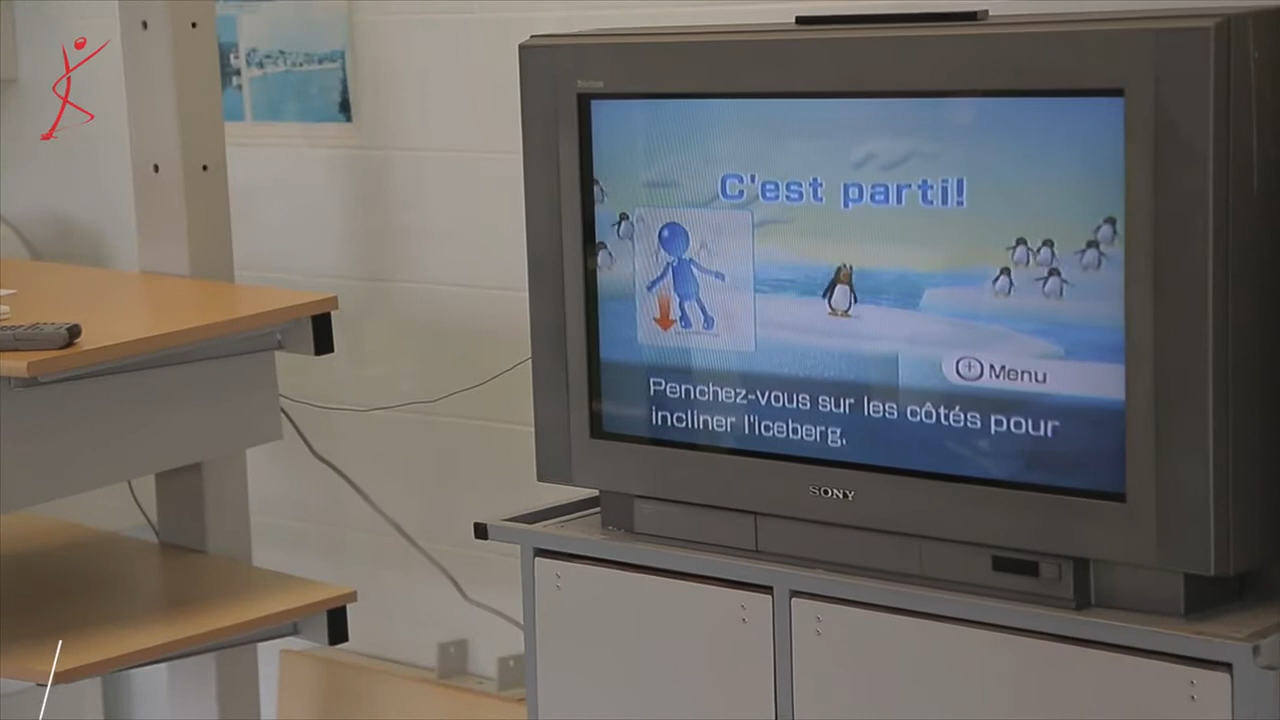 C'est parti!
Menu
Penchez-vous sur les côtés pour
incliner l'iceberg.
SONY